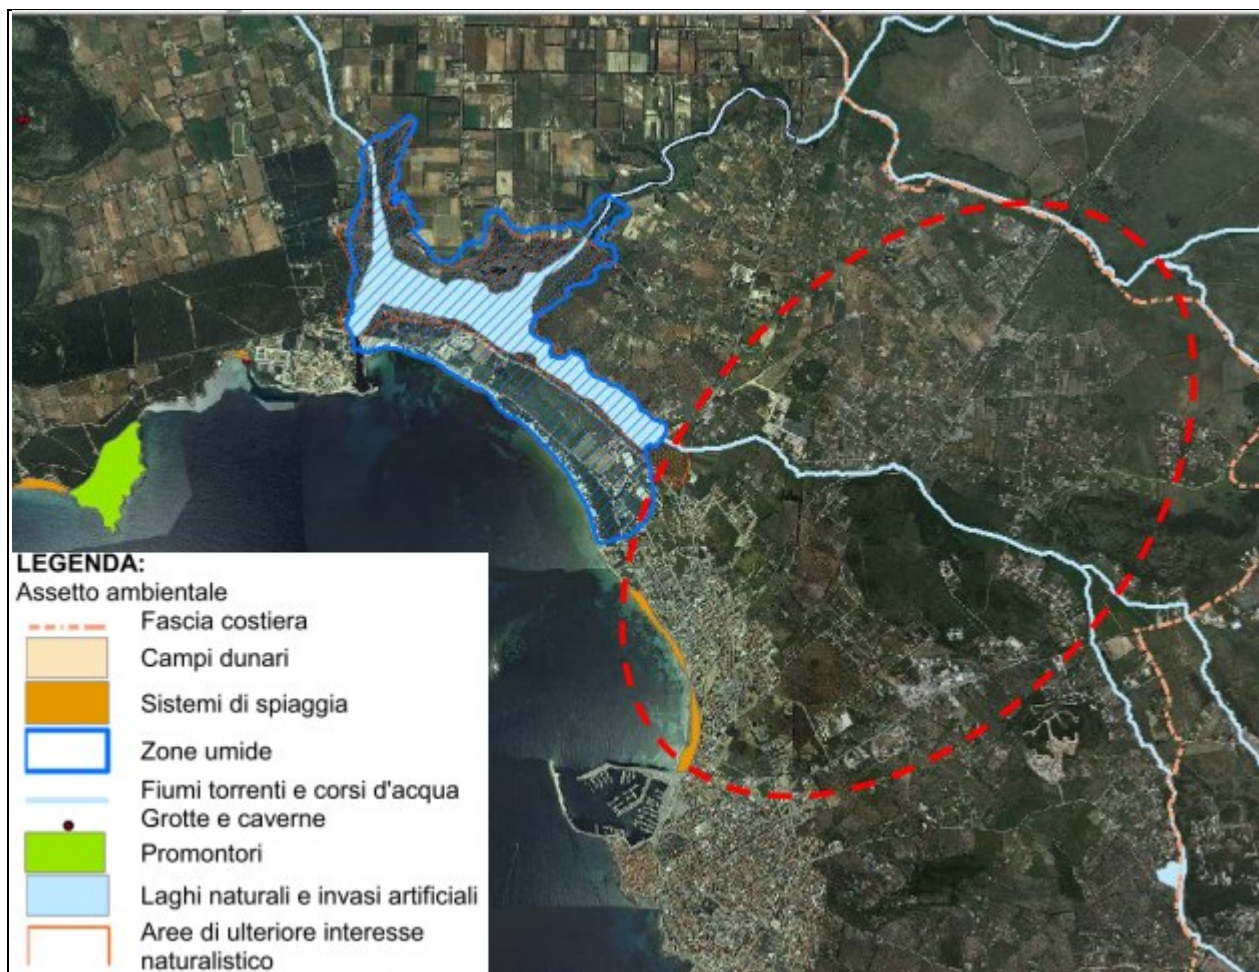 LEGENDA:
Assetto ambientale
Fascia costiera
Campi dunari
Sistemi di spiaggia
Zone umide
Fiumi torrenti e corsi d'acqua
Grotte e caverne
Promontori
Laghi naturali e invasi artificiali
Aree di ulteriore interesse
naturalistico